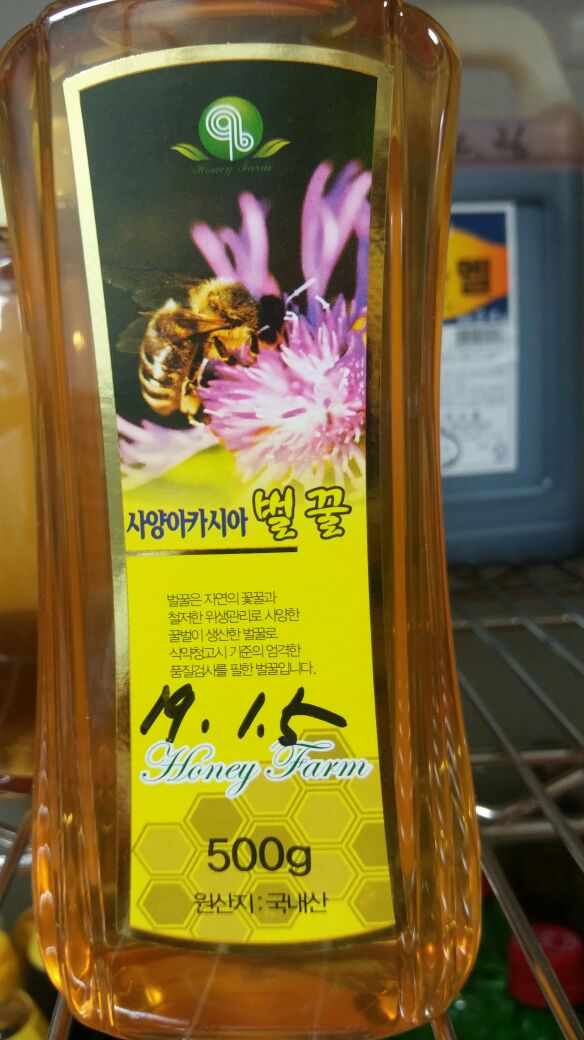 Honey Farm
사양아카시아 벌꿀
벌꿀은 자연의 꽃꿀과
철저한 위생관리로 사양한
꿀벌이 생산한 벌꿀로
식약청고시 기준의 엄격한
품질검사를 필한 벌꿀입니다.
19. 1.5
Honey Farm
500g
원산지 : 국내산